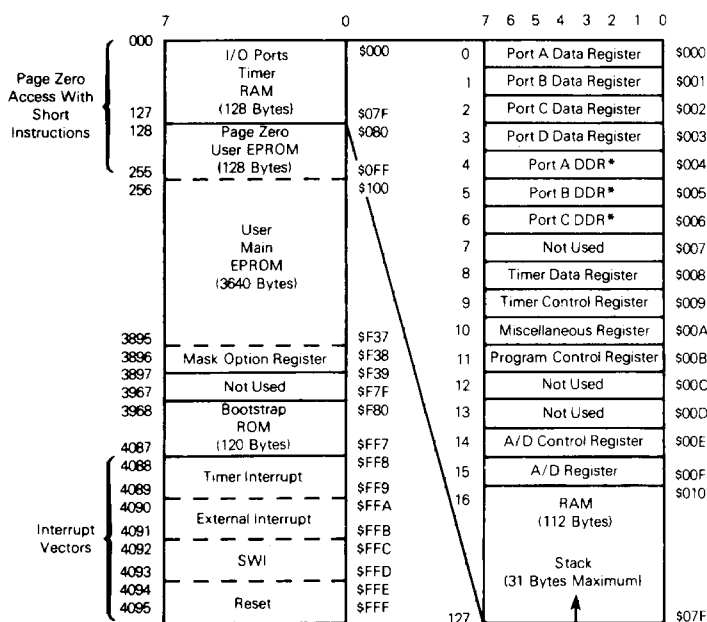 7 0
000
I/O Ports
Timer
RAM
(128 Bytes)
$000
127
$07F
128
Page Zero
User EPROM
(128 Bytes)
$080
255
$0FF
256
$100
Page Zero
Access With
Short
Instructions
User
Main
EPROM
(3640 Bytes)
3895
$F37
3896
Mask Option Register
$F38
3897
Not Used
$F39
3967
$F7F
3968
Bootstrap
ROM
(120 Bytes)
$F80
4087
$FF7
4088
Timer Interrupt
$FF8
4089
$FF9
4090
External Interrupt
$FFA
4091
$FFB
4092
SWI
$FFC
4093
$FFD
4094
Reset
$FFE
4095
$FFF
Interrupt
Vectors
7 6 5 4 3 2 1 0
0 Port A Data Register $000
1 Port B Data Register $001
2 Port C Data Register $002
3 Port D Data Register $003
4 Port A DDR* $004
5 Port B DDR* $005
6 Port C DDR* $006
7 Not Used $007
8 Timer Data Register $008
9 Timer Control Register $009
10 Miscellaneous Register $00A
11 Program Control Register $00B
12 Not Used $00C
13 Not Used $00D
14 A/D Control Register $00E
15 A/D Register $00F
16 RAM $010
(112 Bytes)
Stack
(31 Bytes Maximum)
127 $07F